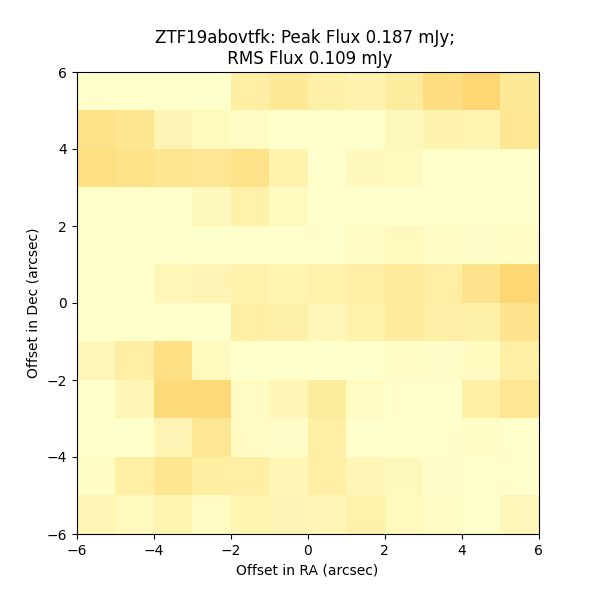 ZTF19abovtfk: Peak Flux 0.187 mJy;
RMS Flux 0.109 mJy
6
4
2
0
−2
−4
−6
Offset in Dec (arcsec)
−6 −4 −2 0 2 4 6
Offset in RA (arcsec)